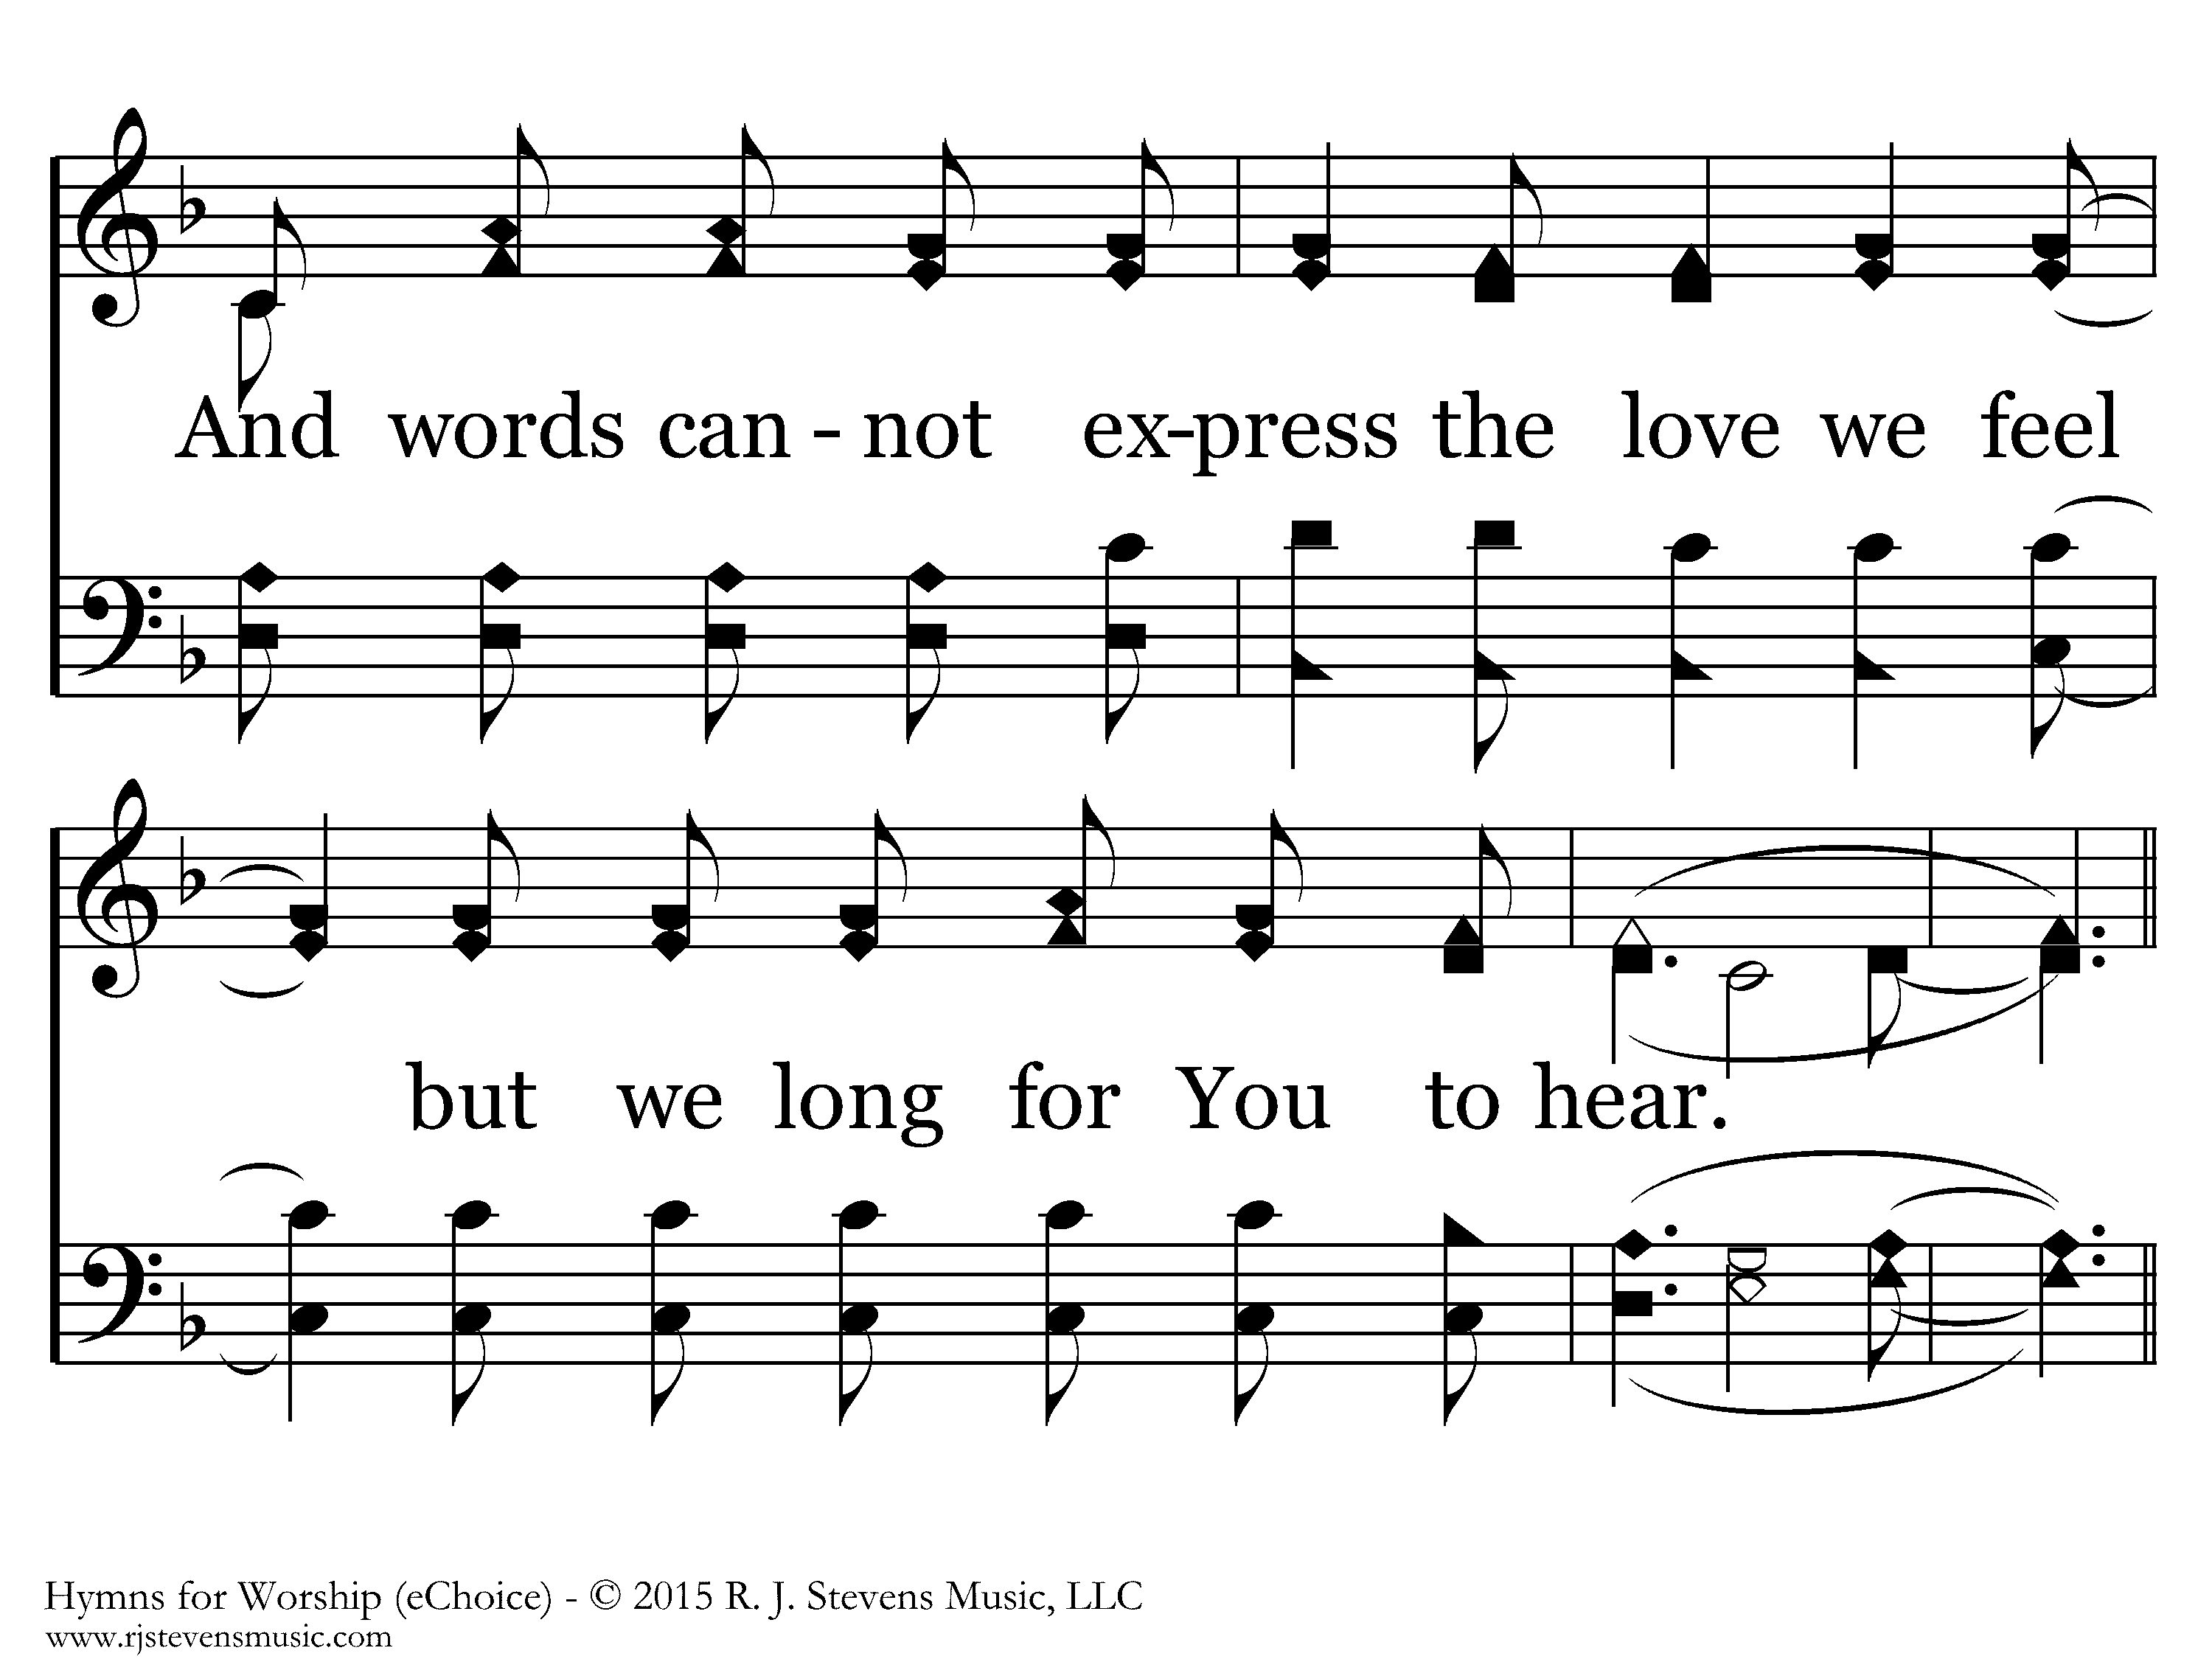 And words can - not ex-press the love we feel
but we long for You to hear.
Hymns for Worship (eChoice) - © 2015 R. J. Stevens Music, LLC
www.rjstevensmusic.com